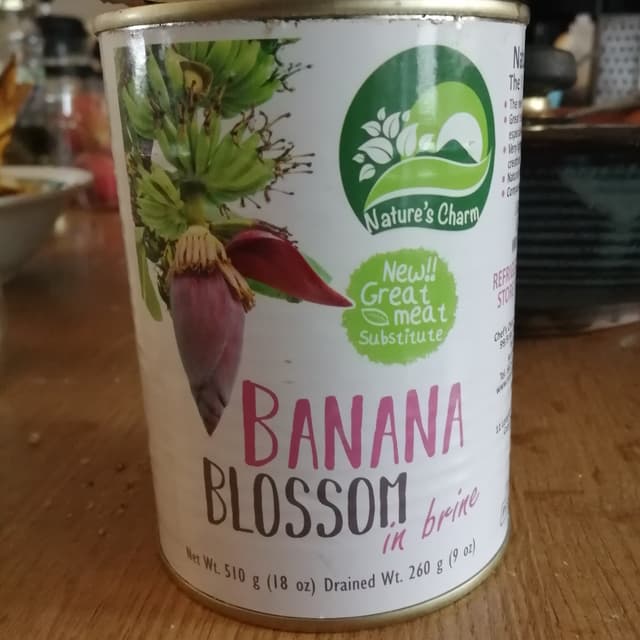 Nature's Charm
New!!
Great
meat
Substitute
BANANA
BLOSSOM
in brine
Net Wt. 510 g (18 oz) Drained Wt. 260 g (9 oz)
The